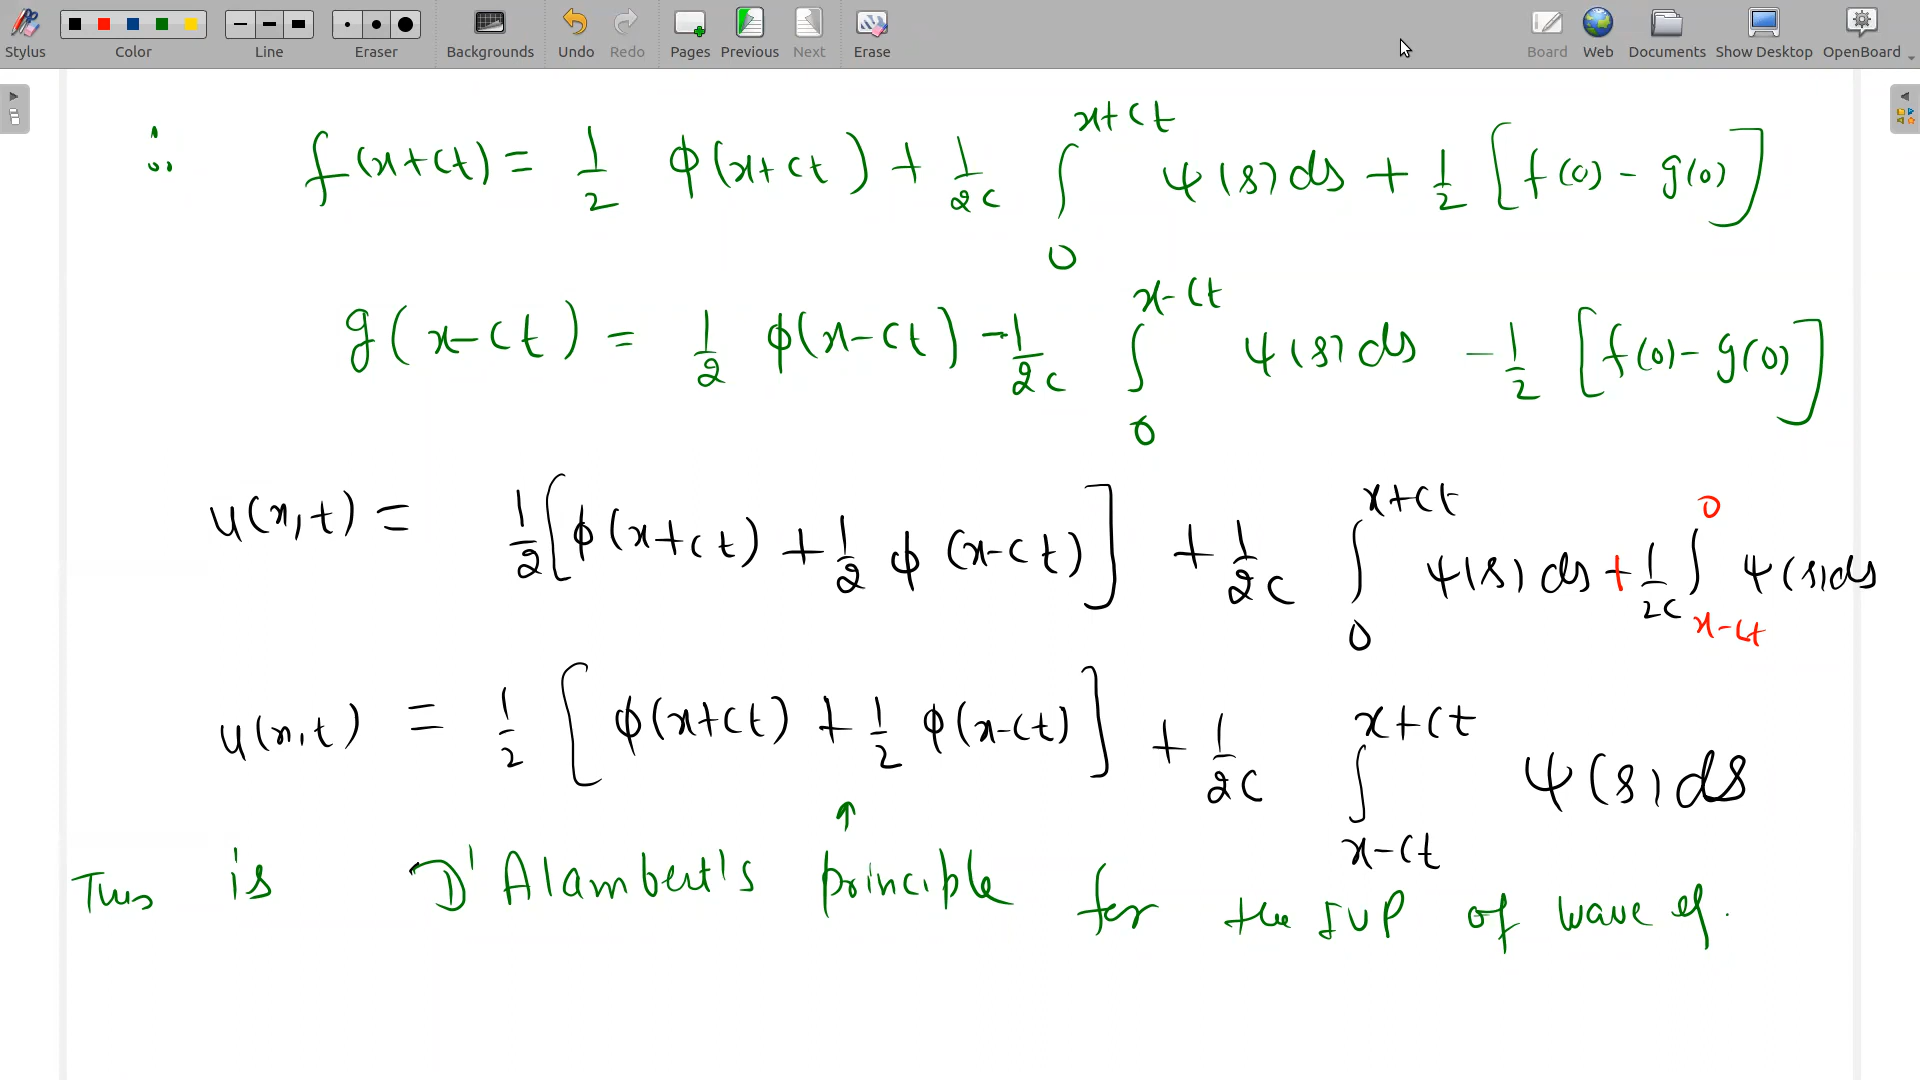 Stylus Color Line Eraser Backgrounds Undo Redo Pages Previous Next Erase Board Web Documents Show Desktop OpenBoard
∴ f(x+ct) = 1/2 ϕ(x+ct) + 1/2c ∫_0^{x+ct} ψ(s)ds + 1/2 [f(0) - g(0)]
g(x-ct) = 1/2 ϕ(x-ct) - 1/2c ∫_0^{x-ct} ψ(s)ds - 1/2 [f(0) - g(0)]
u(x,t) = 1/2 [ϕ(x+ct) + 1/2 ϕ(x-ct)] + 1/2c ∫_0^{x+ct} ψ(s)ds + 1/2c ∫_{x-ct}^0 ψ(s)ds
u(x,t) = 1/2 [ϕ(x+ct) + 1/2 ϕ(x-ct)] + 1/2c ∫_{x-ct}^{x+ct} ψ(s)ds
↑
This is D'Alambert's principle for the IVP of wave eq.